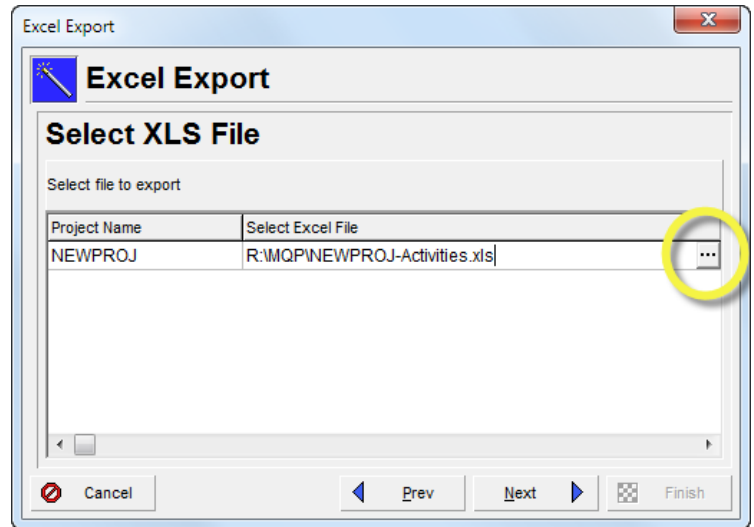 Excel Export
X
Excel Export
Select XLS File
Select file to export
Project Name Select Excel File
NEWPROJ R:\MQP\NEWPROJ-Activities.xls ...
Cancel Prev Next Finish